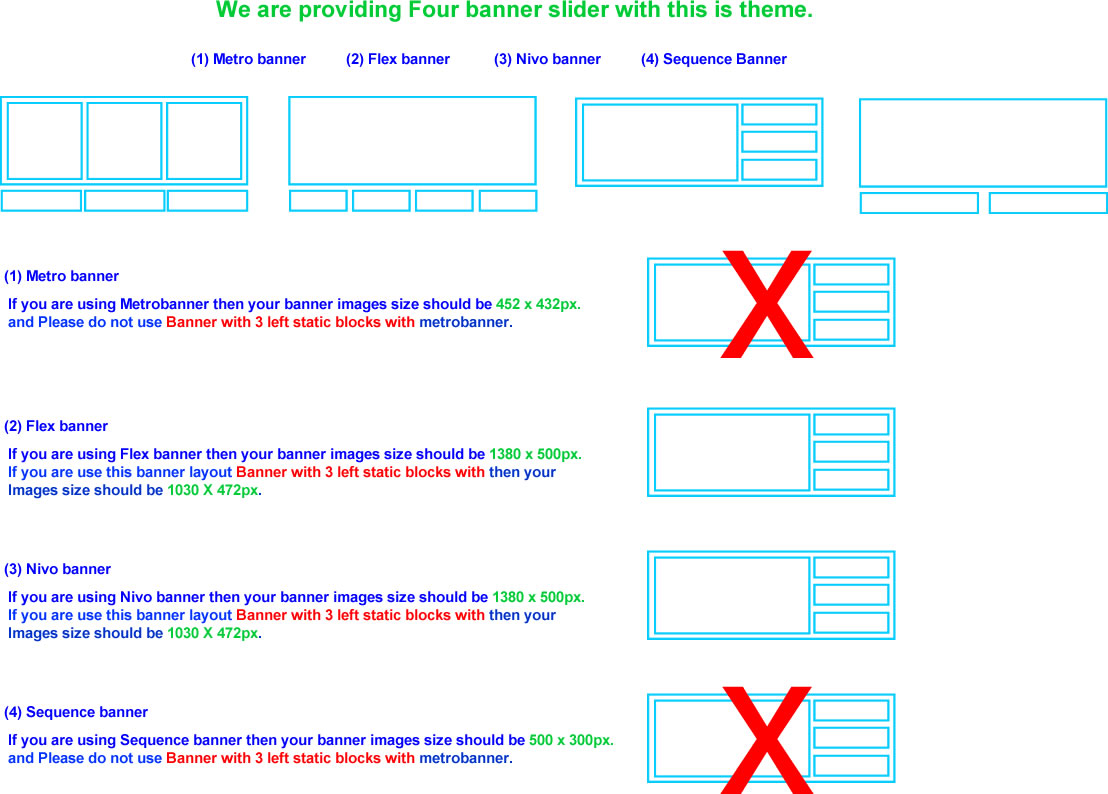 We are providing Four banner slider with this is theme.
(1) Metro banner (2) Flex banner (3) Nivo banner (4) Sequence Banner
(1) Metro banner
If you are using Metrobanner then your banner images size should be 452 x 432px.
and Please do not use Banner with 3 left static blocks with metrobanner.
X
(2) Flex banner
If you are using Flex banner then your banner images size should be 1380 x 500px.
If you are use this banner layout Banner with 3 left static blocks with then your
Images size should be 1030 X 472px.
(3) Nivo banner
If you are using Nivo banner then your banner images size should be 1380 x 500px.
If you are use this banner layout Banner with 3 left static blocks with then your
Images size should be 1030 X 472px.
(4) Sequence banner
If you are using Sequence banner then your banner images size should be 500 x 300px.
and Please do not use Banner with 3 left static blocks with metrobanner.
X